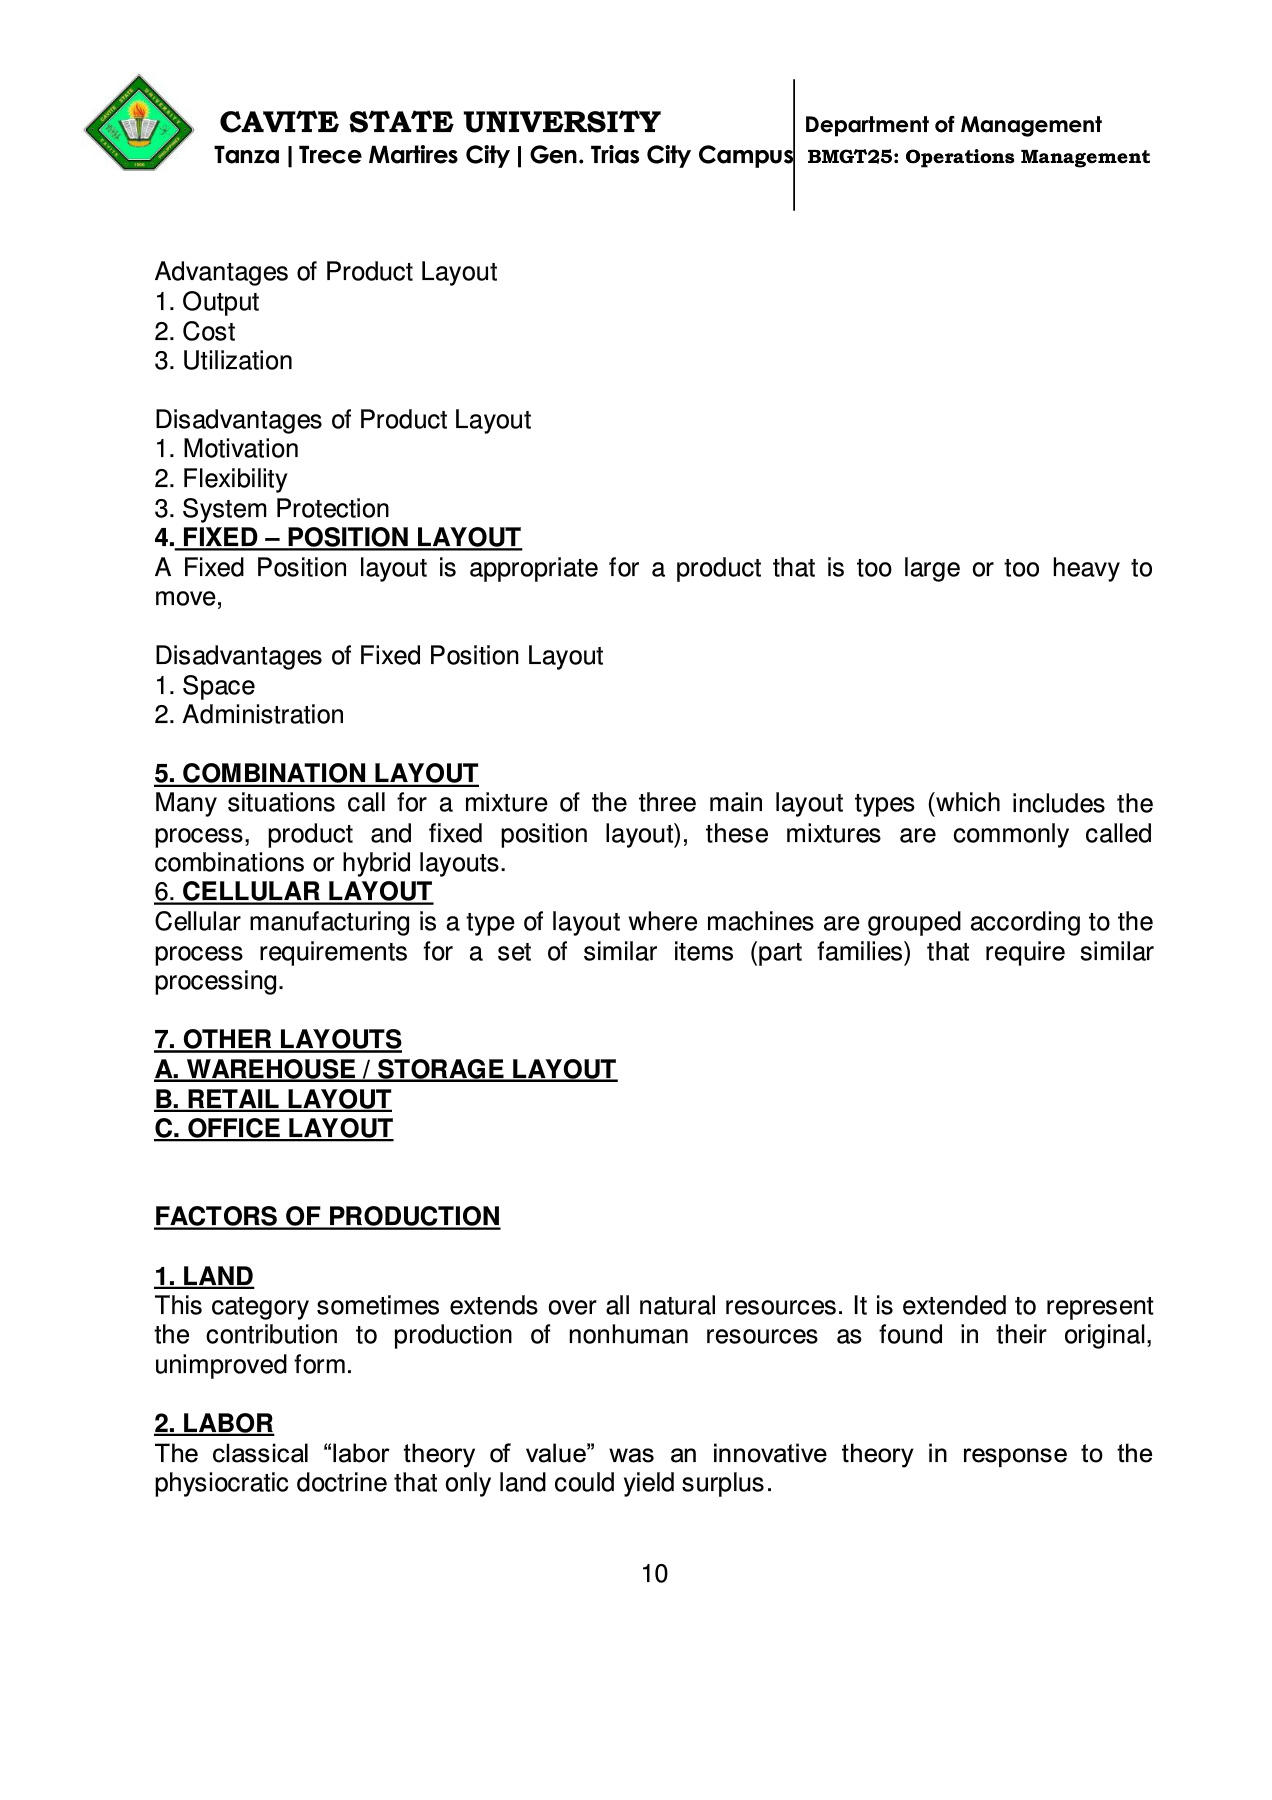 CAVITE STATE UNIVERSITY
Tanza | Trece Martires City | Gen. Trias City Campus
Department of Management
BMGT25: Operations Management
Advantages of Product Layout
1. Output
2. Cost
3. Utilization
Disadvantages of Product Layout
1. Motivation
2. Flexibility
3. System Protection
4. FIXED – POSITION LAYOUT
A Fixed Position layout is appropriate for a product that is too large or too heavy to
move,
Disadvantages of Fixed Position Layout
1. Space
2. Administration
5. COMBINATION LAYOUT
Many situations call for a mixture of the three main layout types (which includes the
process, product and fixed position layout), these mixtures are commonly called
combinations or hybrid layouts.
6. CELLULAR LAYOUT
Cellular manufacturing is a type of layout where machines are grouped according to the
process requirements for a set of similar items (part families) that require similar
processing.
7. OTHER LAYOUTS
A. WAREHOUSE / STORAGE LAYOUT
B. RETAIL LAYOUT
C. OFFICE LAYOUT
FACTORS OF PRODUCTION
1. LAND
This category sometimes extends over all natural resources. It is extended to represent
the contribution to production of nonhuman resources as found in their original,
unimproved form.
2. LABOR
The classical “labor theory of value” was an innovative theory in response to the
physiocratic doctrine that only land could yield surplus.
10